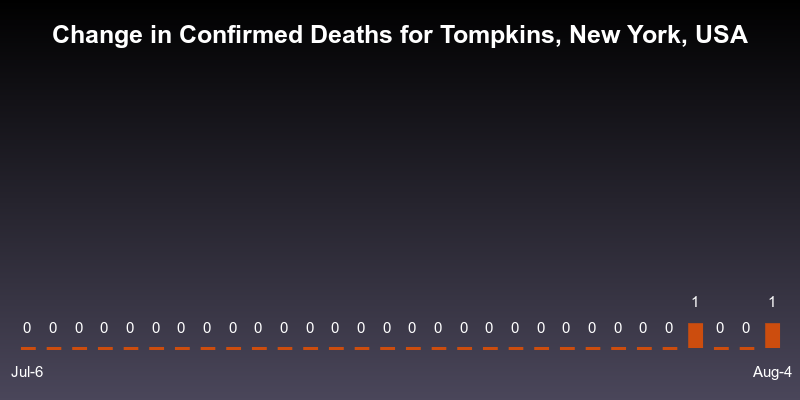 Change in Confirmed Deaths for Tompkins, New York, USA
1 1
0 0 0 0 0 0 0 0 0 0 0 0 0 0 0 0 0 0 0 0 0 0 0 0 0 0 0 0
Jul-6 Aug-4